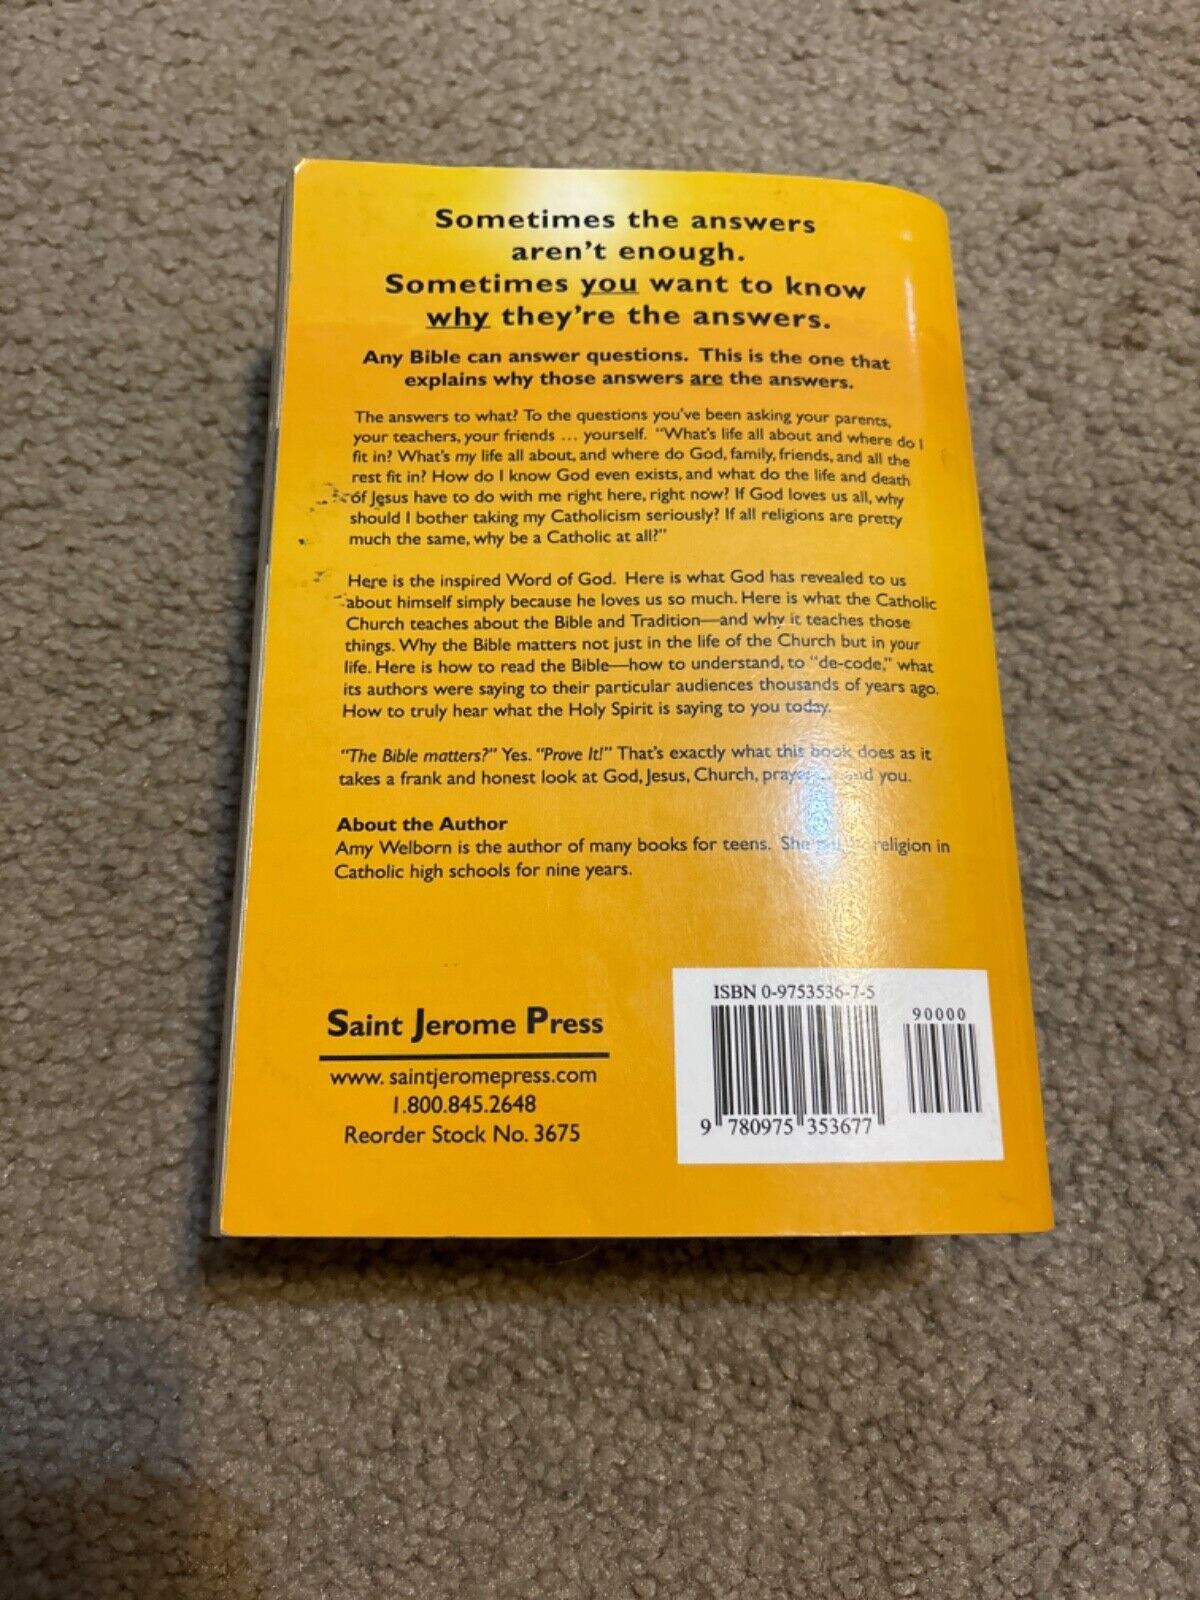 Sometimes the answers
aren't enough.
Sometimes you want to know
why they're the answers.
Any Bible can answer questions. This is the one that
explains why those answers are the answers.
The answers to what? To the questions you've been asking your parents,
your teachers, your friends … yourself. "What's life all about and where do I
fit in? What's my life all about, and where do God, family, friends, and all the
rest fit in? How do I know God even exists, and what do the life and death
of Jesus have to do with me right here, right now? If God loves us all, why
should I bother taking my Catholicism seriously? If all religions are pretty
much the same, why be a Catholic at all?"
Here is the inspired Word of God. Here is what God has revealed to us
about himself simply because he loves us so much. Here is what the Catholic
Church teaches about the Bible and Tradition—and why it teaches those
things. Why the Bible matters not just in the life of the Church but in your
life. Here is how to read the Bible—how to understand, to "de-code," what
its authors were saying to their particular audiences thousands of years ago.
How to truly hear what the Holy Spirit is saying to you today.
"The Bible matters?" Yes. "Prove It!" That's exactly what this book does as it
takes a frank and honest look at God, Jesus, Church, and you.
About the Author
Amy Welborn is the author of many books for teens. She religion in
Catholic high schools for nine years.
Saint Jerome Press
www. saintjeromepress.com
1.800.845.2648
Reorder Stock No. 3675
ISBN 0-9753536-7-5
90000
9 780975 353677